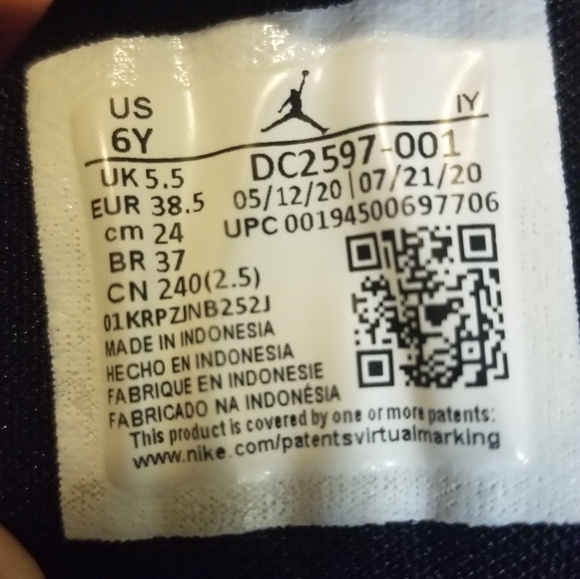 US
6Y
IY
UK 5.5
EUR 38.5
cm 24
BR 37
CN 240(2.5)
DC2597-001
05/12/20 | 07/21/20
UPC 00194500697706
01KRPZJNB252J
MADE IN INDONESIA
HECHO EN INDONESIA
FABRIQUE EN INDONESIE
FABRICADO NA INDONÉSIA
This product is covered by one or more patents:
www.nike.com/patentsvirtualmarking